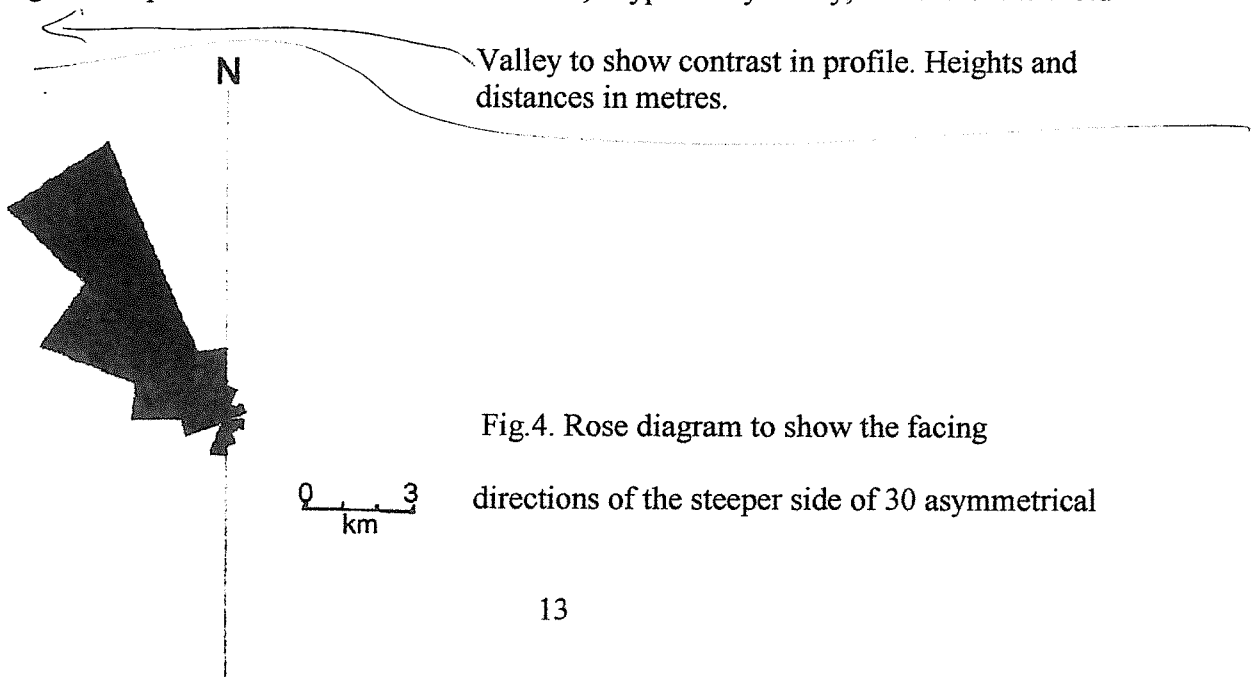 Valley to show contrast in profile. Heights and
distances in metres.
N
Fig.4. Rose diagram to show the facing
0 3
km
directions of the steeper side of 30 asymmetrical
13